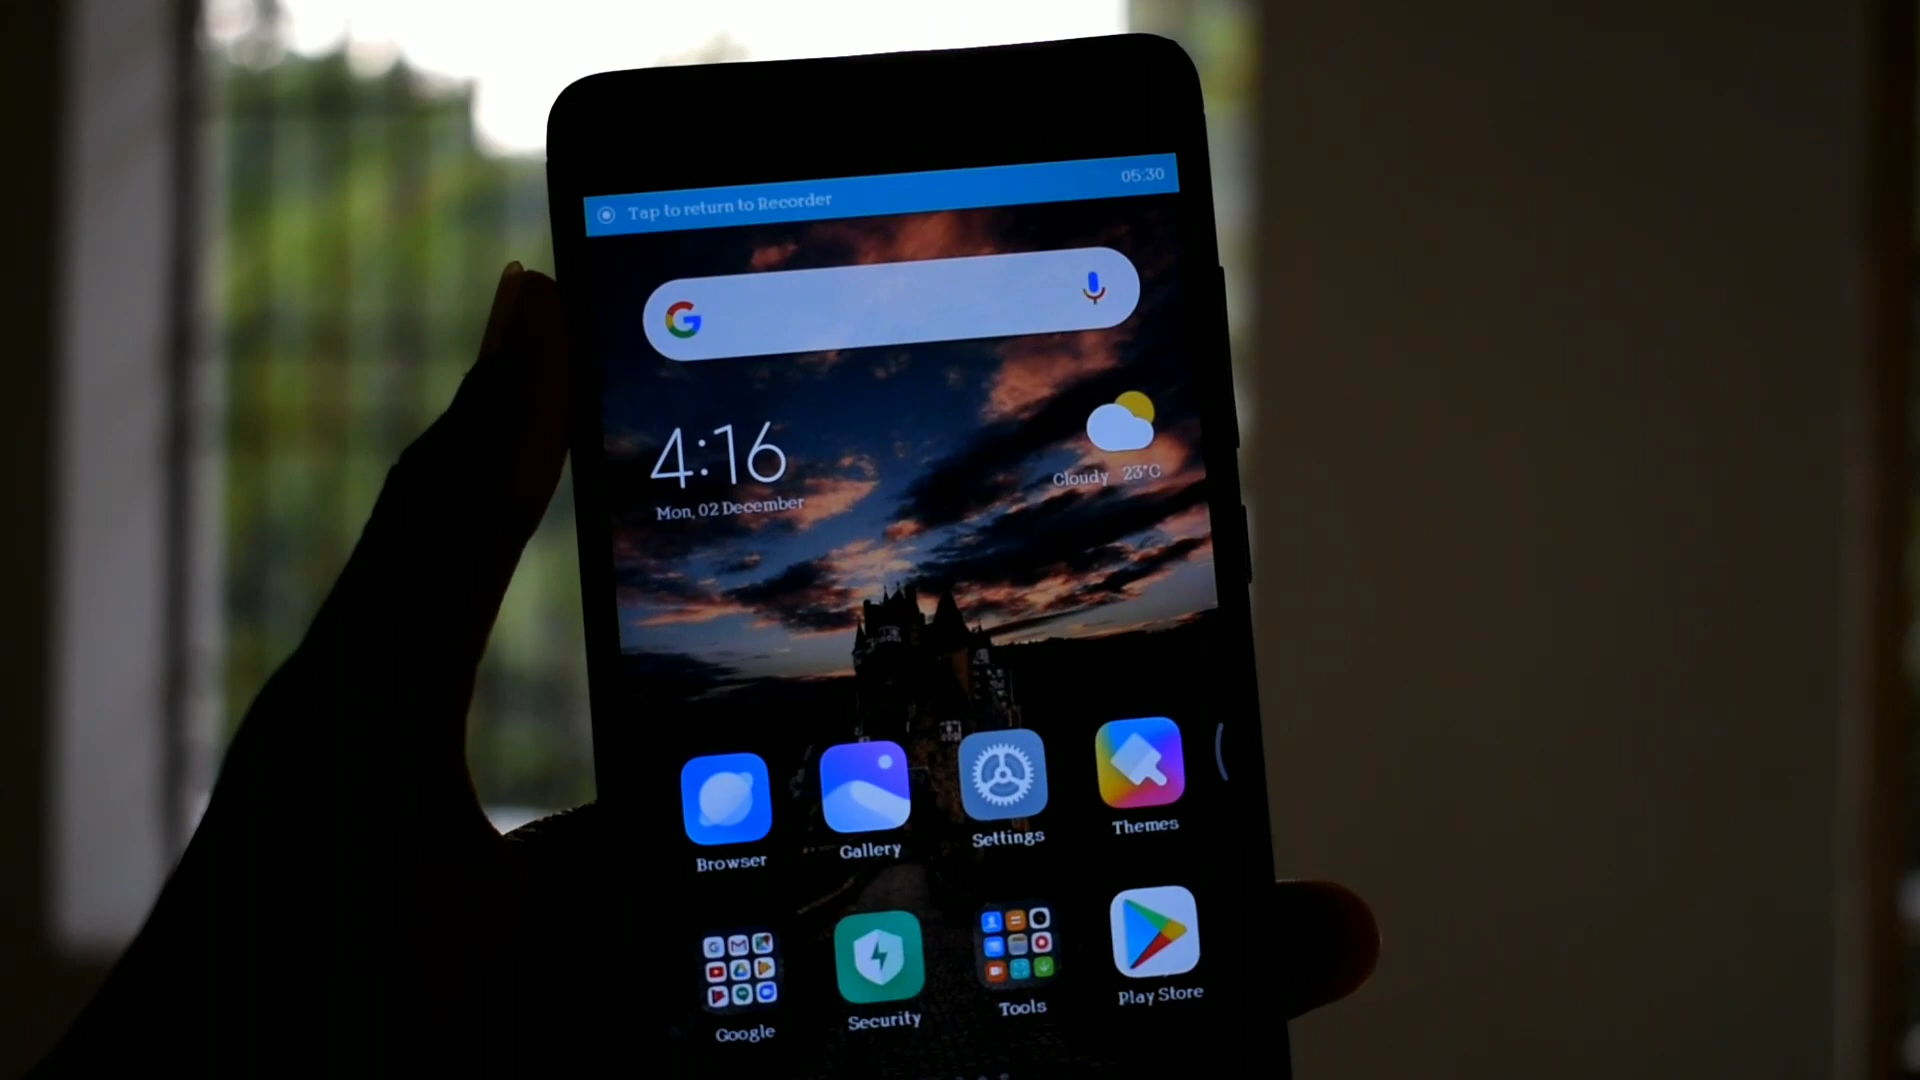 Tap to return to Recorder 05:30
4:16
Mon, 02 December
Cloudy 23°C
Browser
Gallery
Settings
Themes
Google
Security
Tools
Play Store